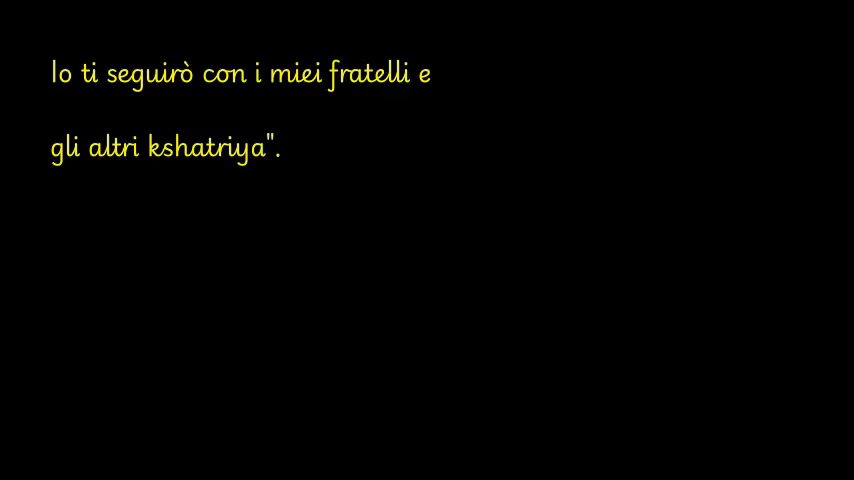 Io ti seguirò con i miei fratelli e
gli altri kshatriya".